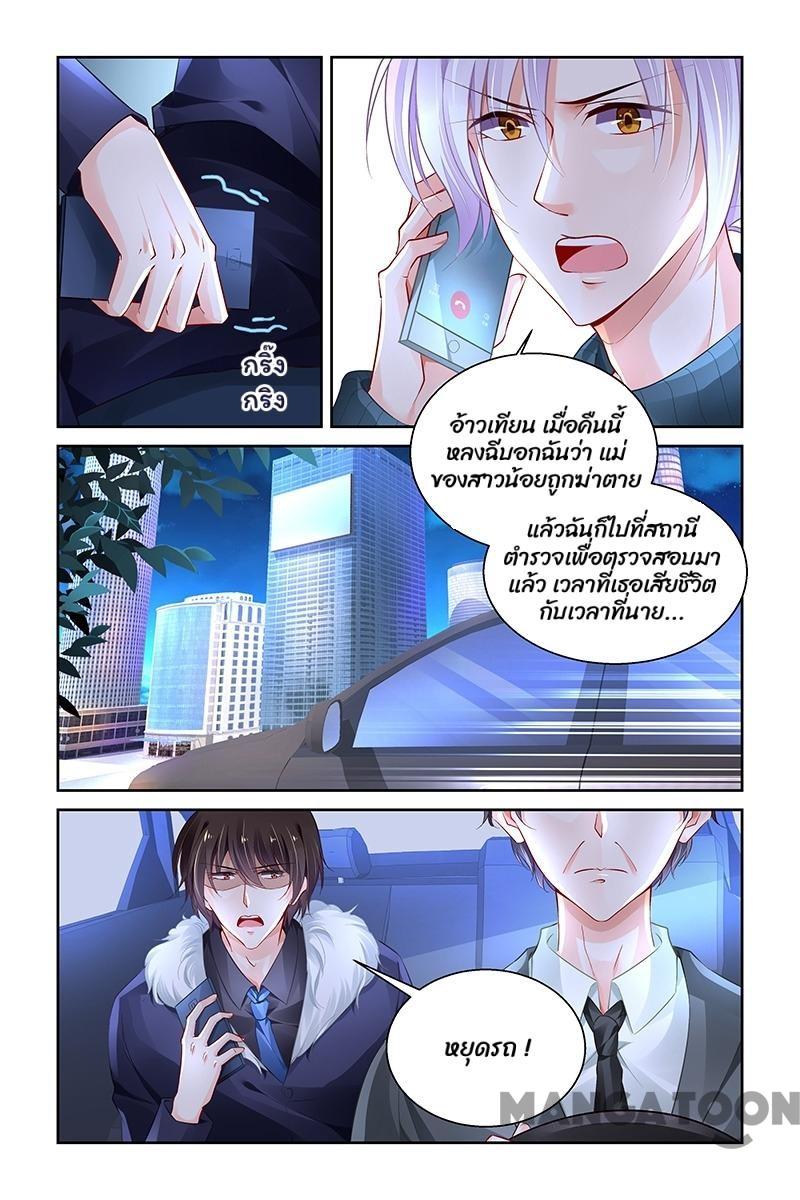 กริ๊ง
กริง
อ้าวเทียน เมื่อคืนนี้
หลงฉีบอกฉันว่า แม่
ของสาวน้อยถูกฆ่าตาย
แล้วฉันก็ไปที่สถานี
ตำรวจเพื่อตรวจสอบมา
แล้ว เวลาที่เธอเสียชีวิต
กับเวลาที่นาย...
หยุดรถ !
MANGATOON